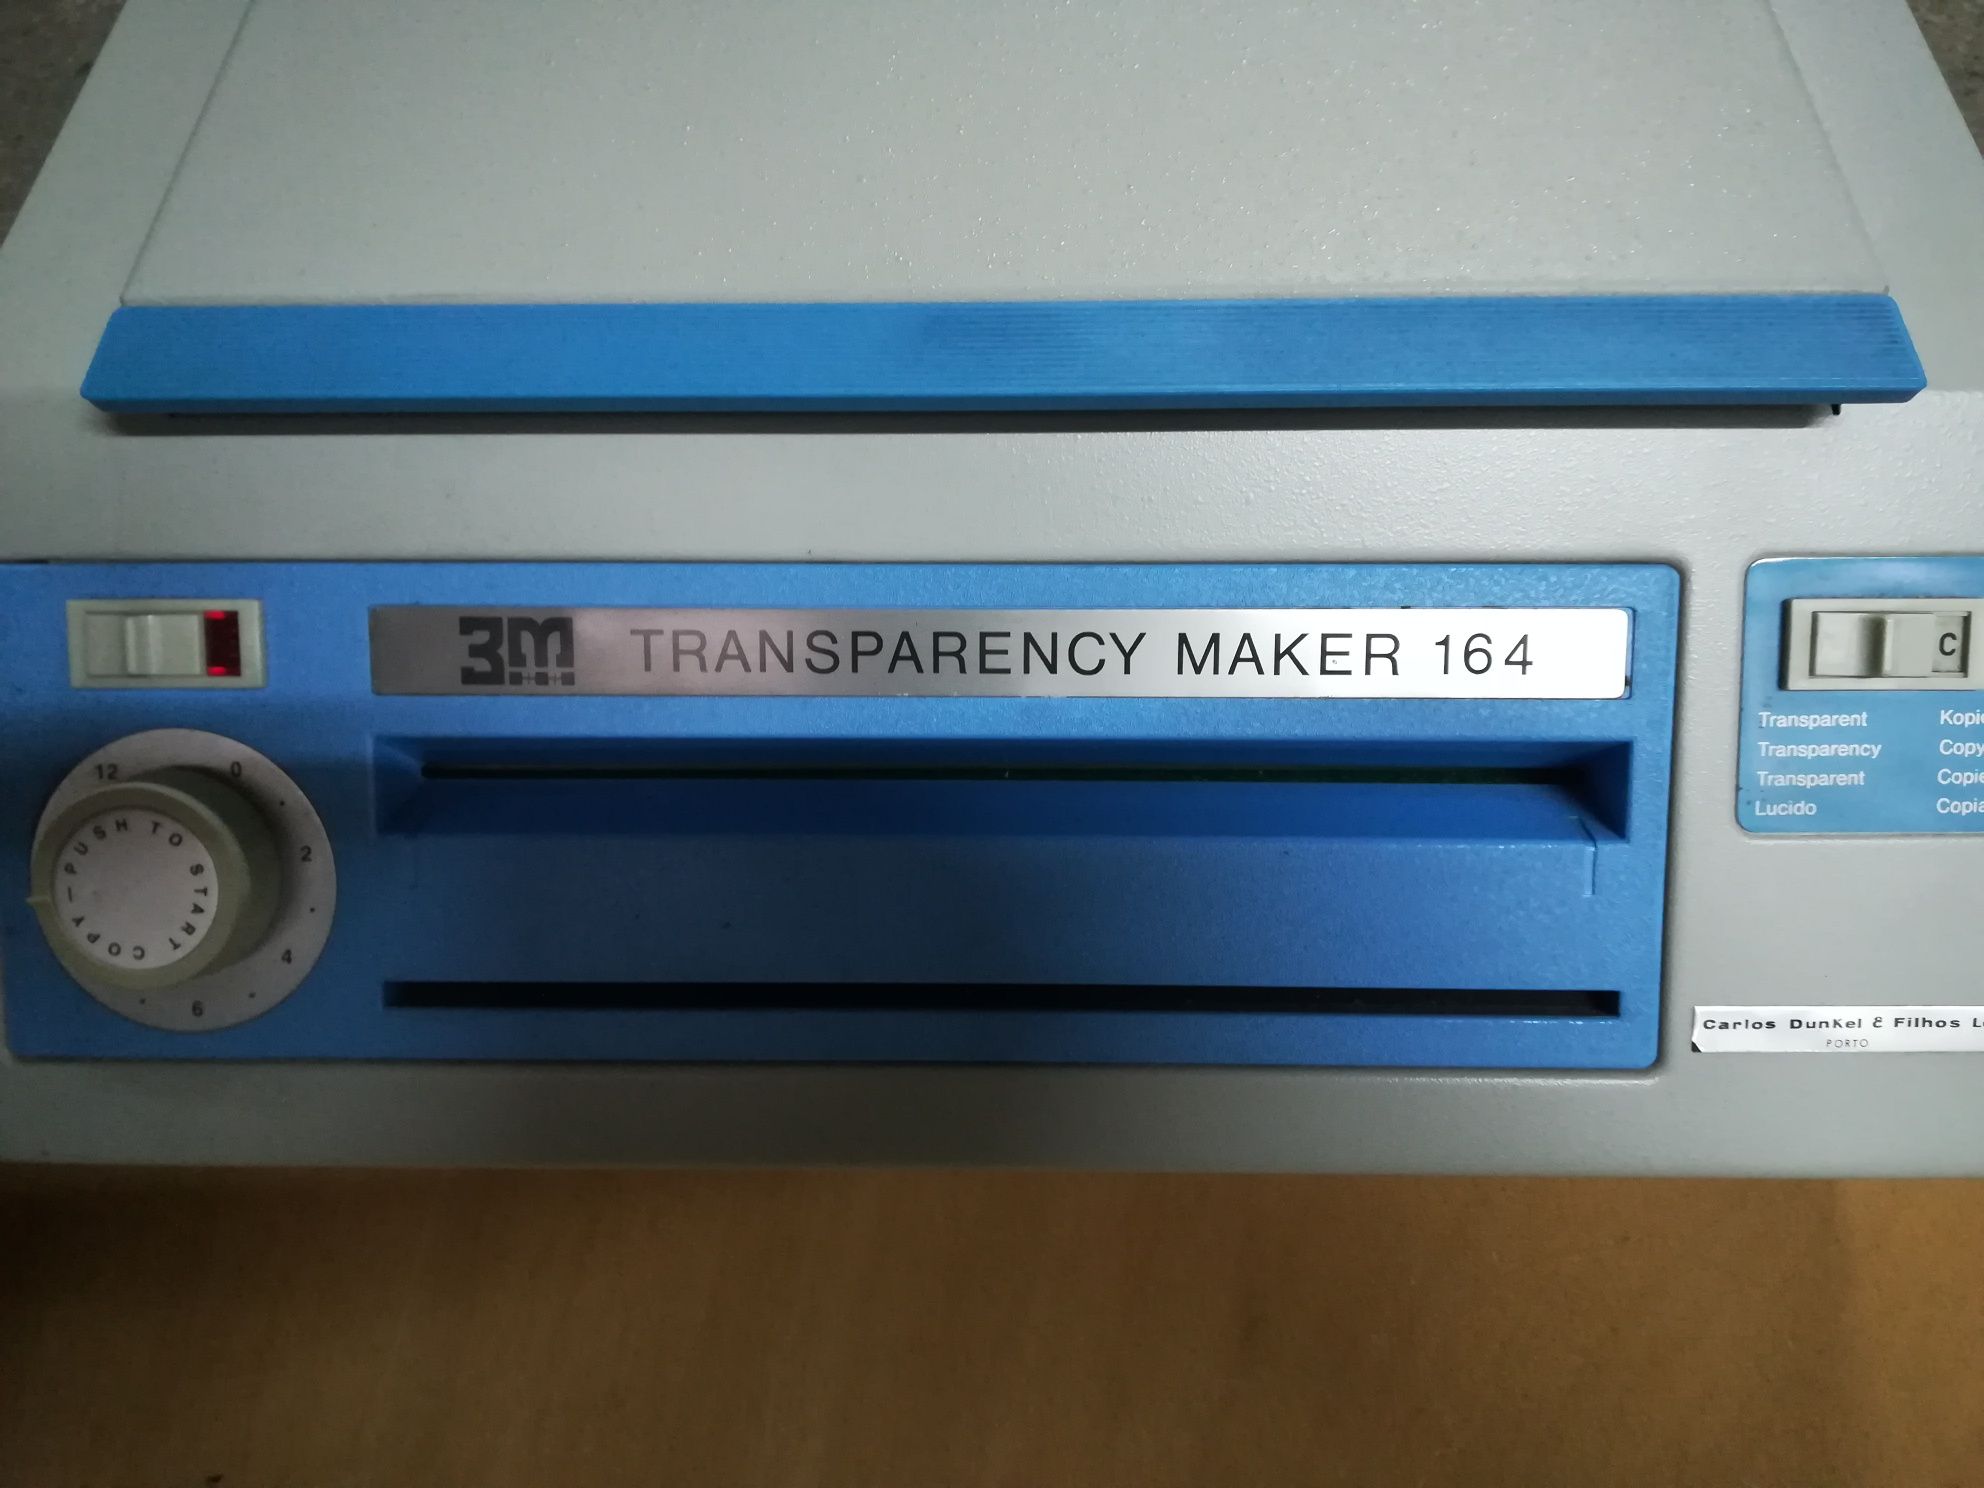 3M TRANSPARENCY MAKER 164
C
12
0
2
4
6
PUSH TO START COPY
Transparent
Transparency
Transparent
Lucido
Copy
Carlos Dunkel & Filhos
PORTO